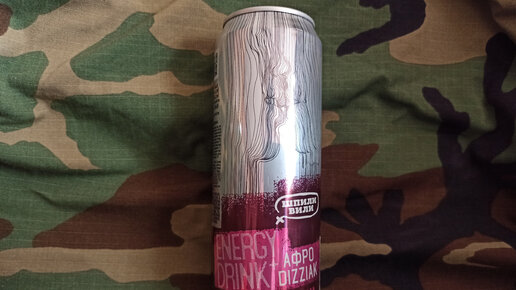 ШПИЛИ
ВИЛИ
ENERGY
DRINK
АФРО
DIZZIAK